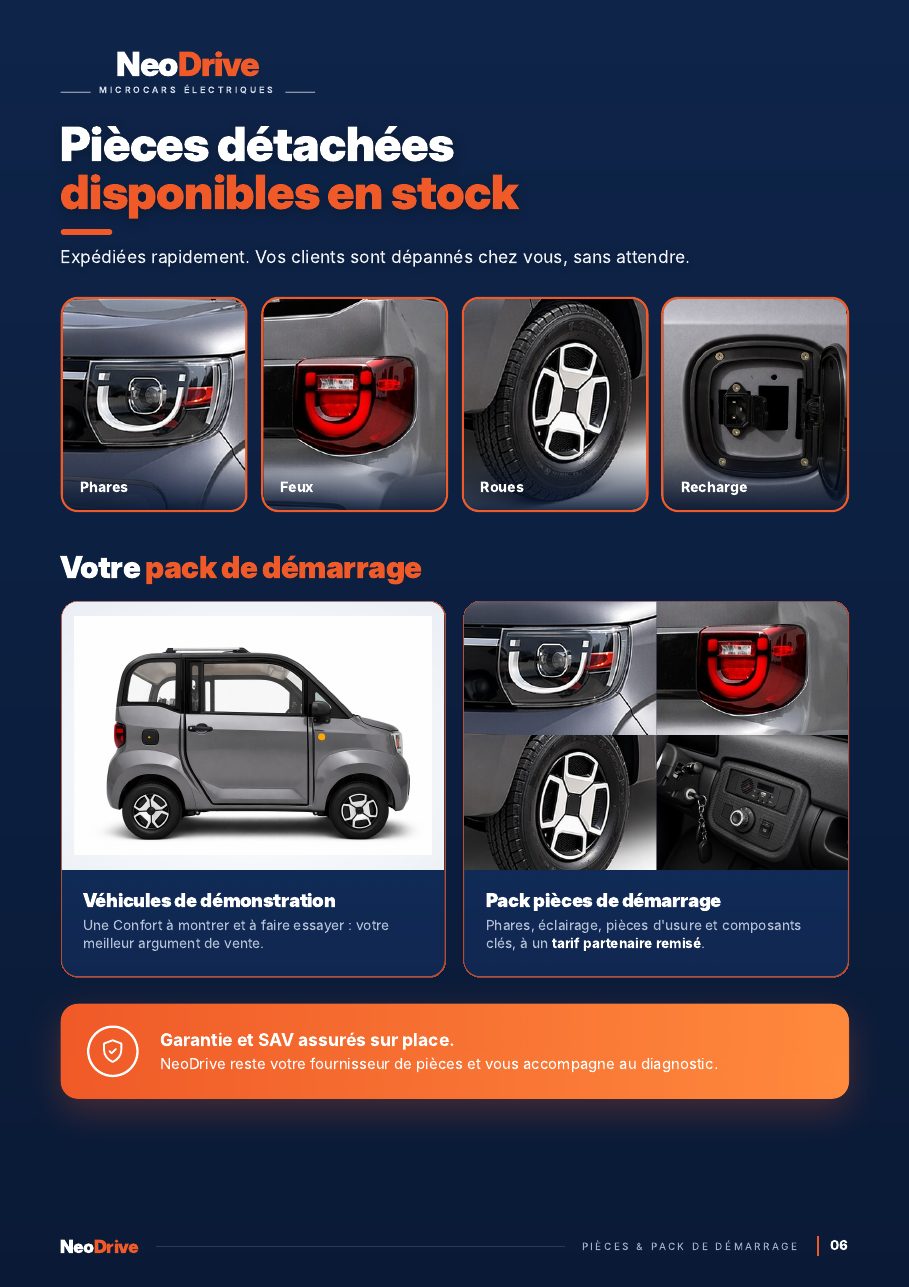 NeoDrive
MICROCARS ÉLECTRIQUES
Pièces détachées
disponibles en stock
Expédiées rapidement. Vos clients sont dépannés chez vous, sans attendre.
Phares
Feux
Roues
Recharge
Votre pack de démarrage
Véhicules de démonstration
Une Confort à montrer et à faire essayer : votre
meilleur argument de vente.
Pack pièces de démarrage
Phares, éclairage, pièces d'usure et composants
clés, à un tarif partenaire remisé.
Garantie et SAV assurés sur place.
NeoDrive reste votre fournisseur de pièces et vous accompagne au diagnostic.
NeoDrive
PIÈCES & PACK DE DÉMARRAGE
06